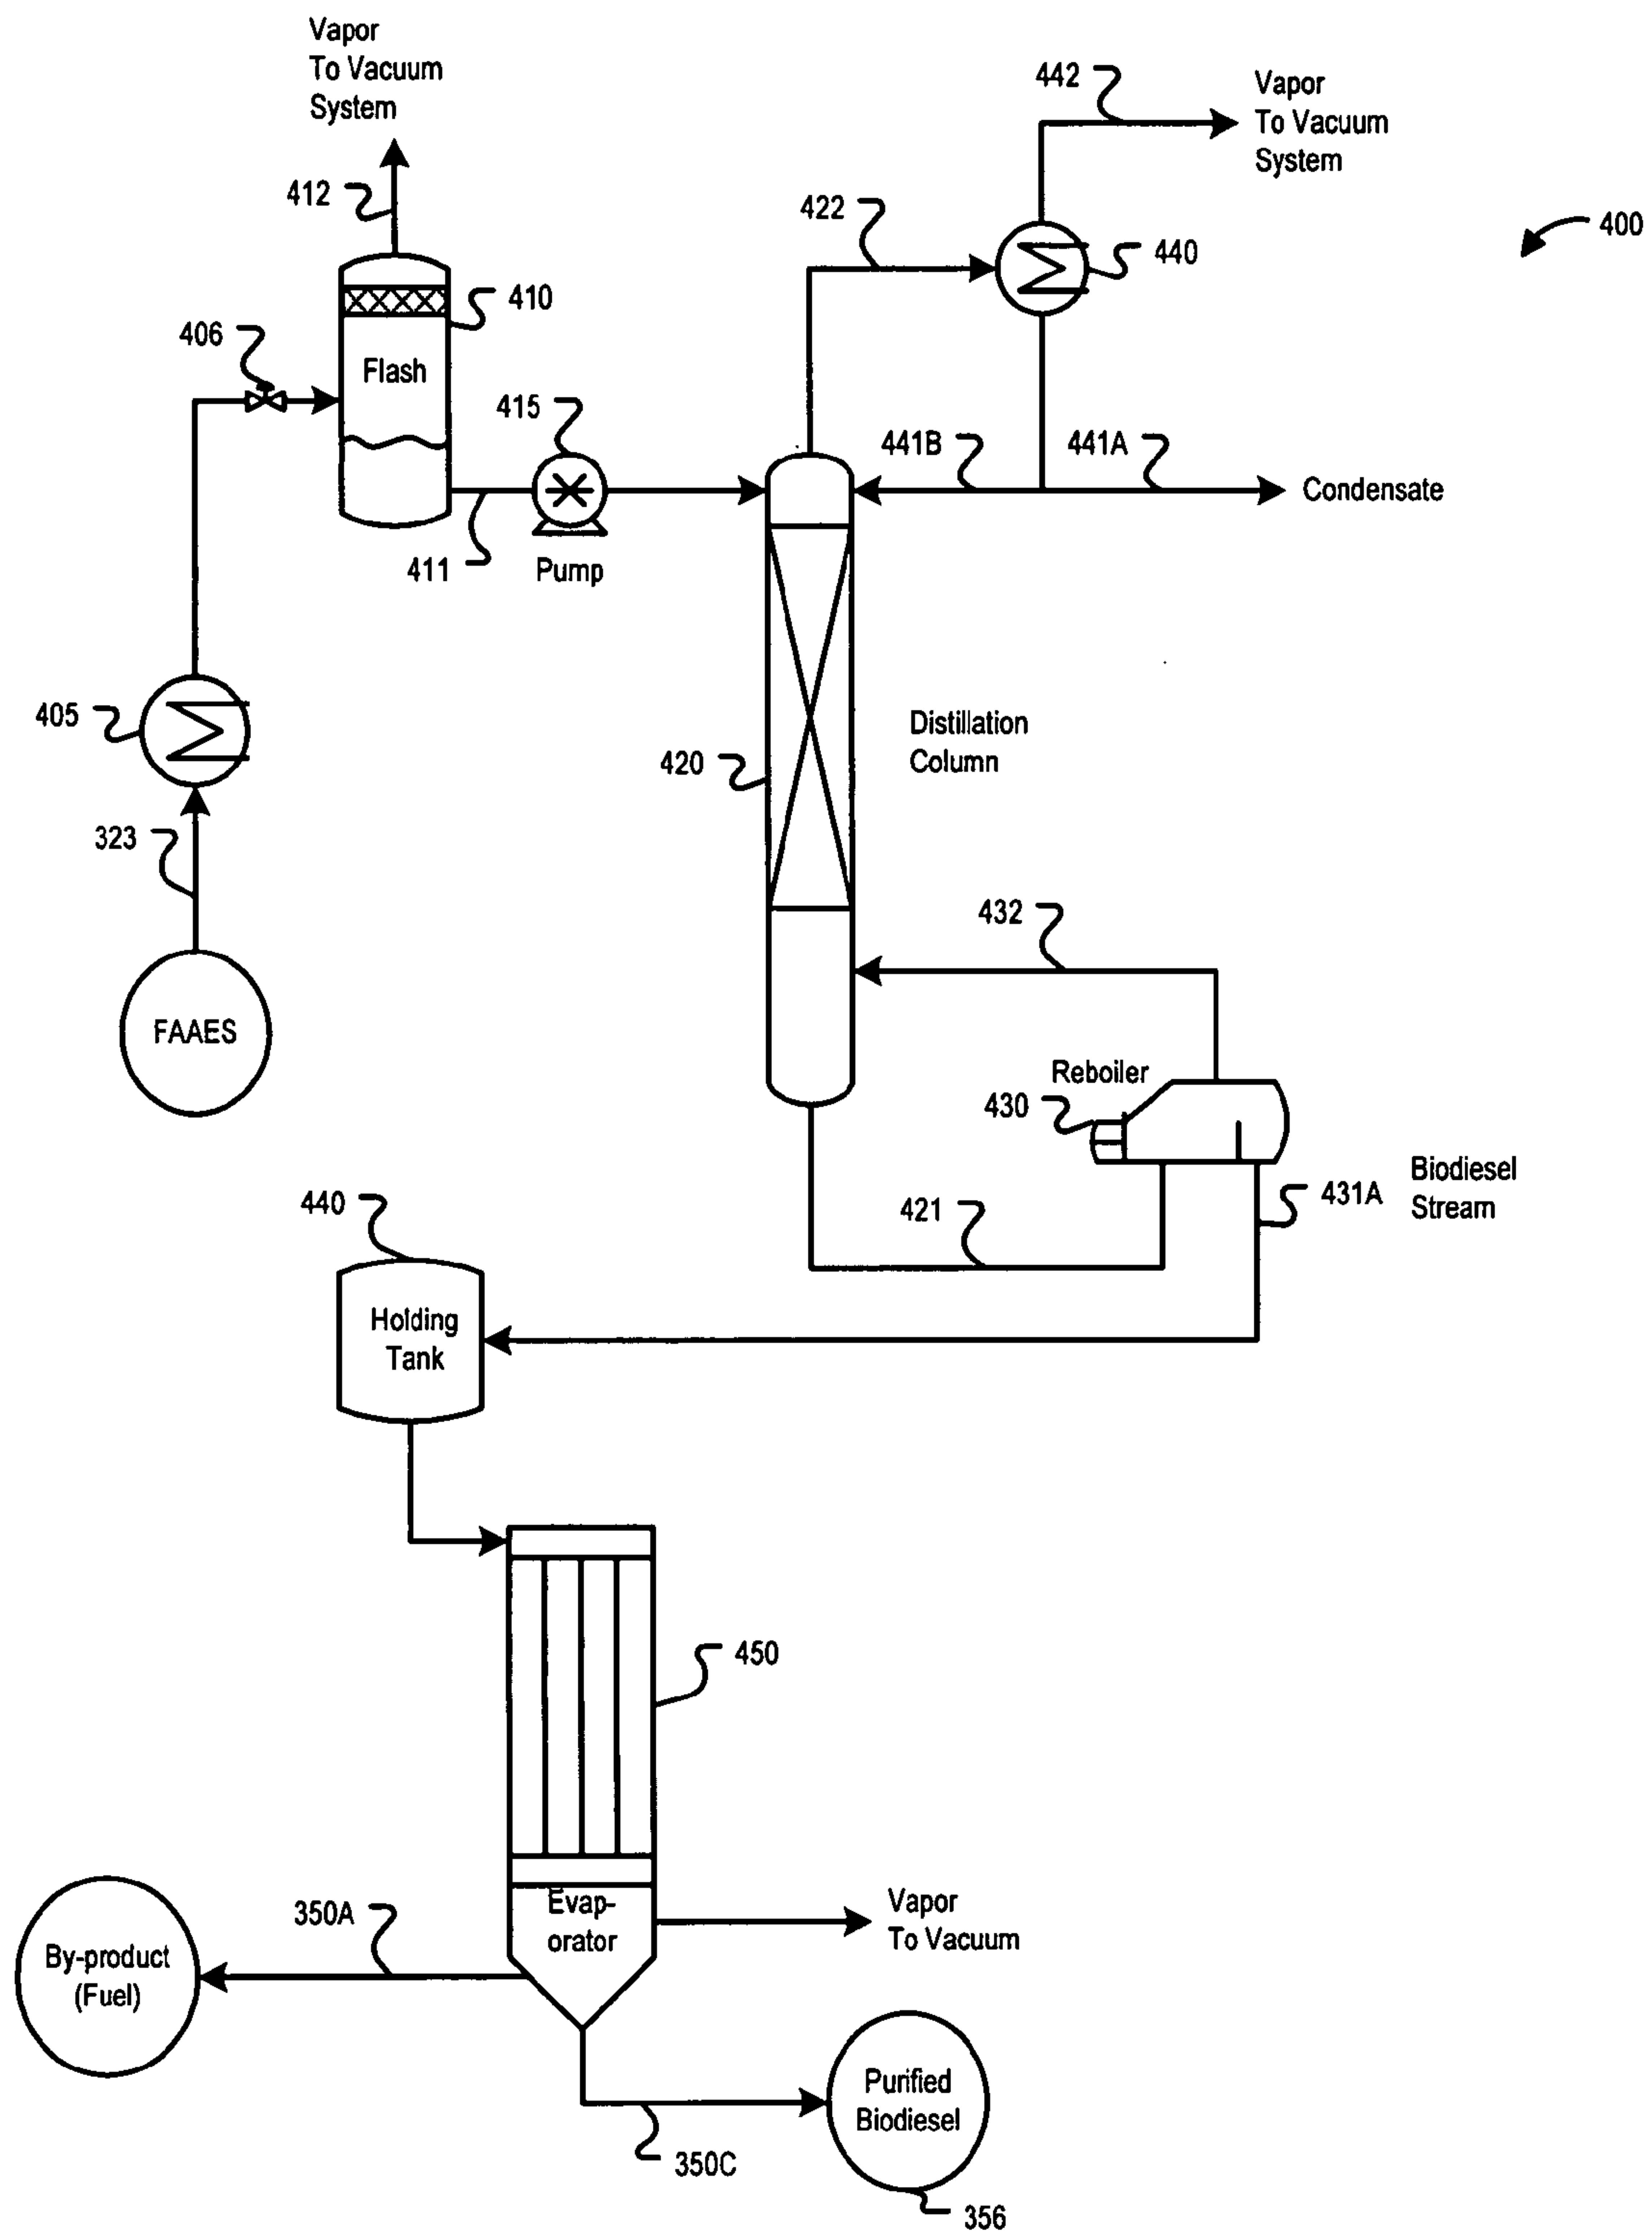 Vapor
To Vacuum
System
442
Vapor
To Vacuum
System
412
422
400
440
410
406
Flash
415
441B
441A
Condensate
411
Pump
405
Distillation
Column
420
323
432
FAAES
Reboiler
430
Biodiesel
Stream
431A
440
421
Holding
Tank
450
Evap-
orator
350A
Vapor
To Vacuum
By-product
(Fuel)
Purified
Biodiesel
350C
356